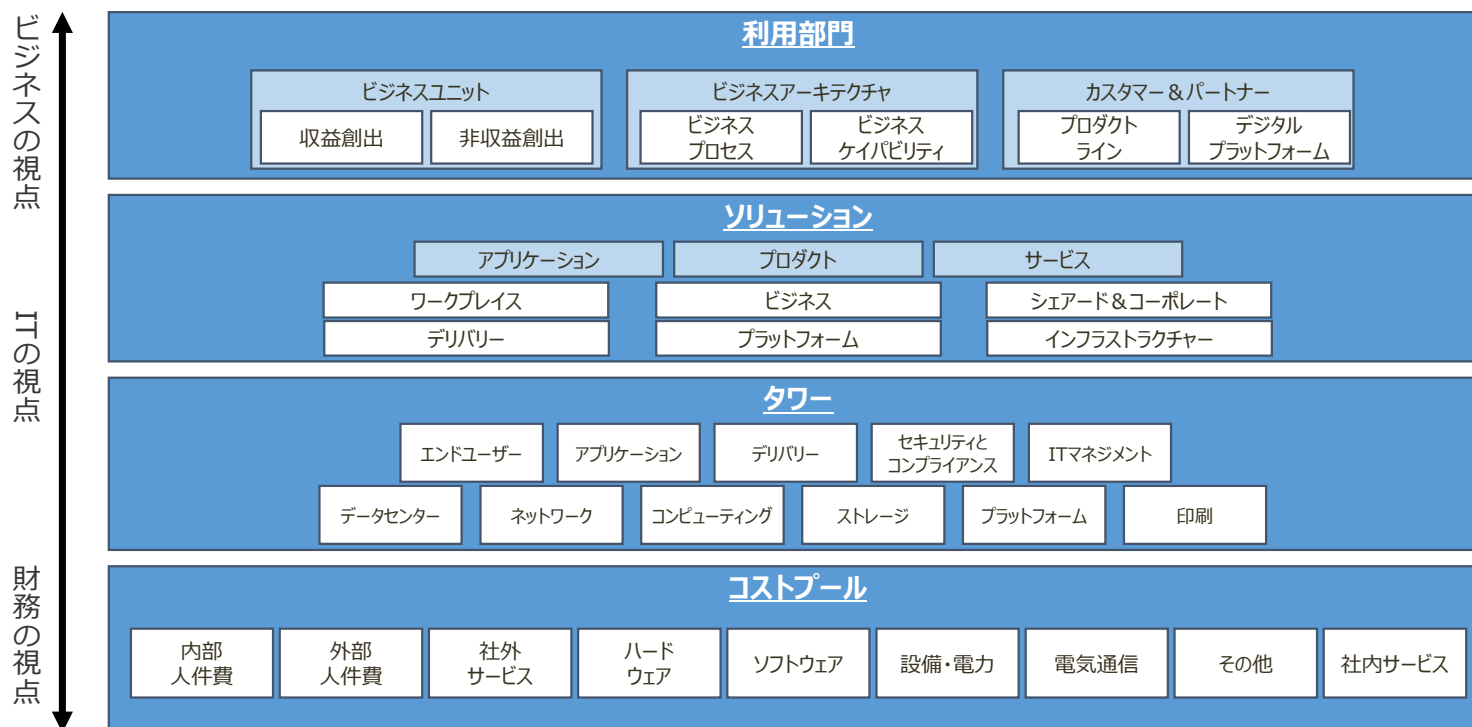 ビジネスの視点
ITの視点
財務の視点
利用部門
ビジネスユニット
収益創出
非収益創出
ビジネスアーキテクチャ
ビジネス
プロセス
ビジネス
ケイパビリティ
カスタマー＆パートナー
プロダクト
ライン
デジタル
プラットフォーム
ソリューション
アプリケーション
プロダクト
サービス
ワークプレイス
ビジネス
シェアード＆コーポレート
デリバリー
プラットフォーム
インフラストラクチャー
タワー
エンドユーザー
アプリケーション
デリバリー
セキュリティと
コンプライアンス
ITマネジメント
データセンター
ネットワーク
コンピューティング
ストレージ
プラットフォーム
印刷
コストプール
内部
人件費
外部
人件費
社外
サービス
ハード
ウェア
ソフトウェア
設備・電力
電気通信
その他
社内サービス